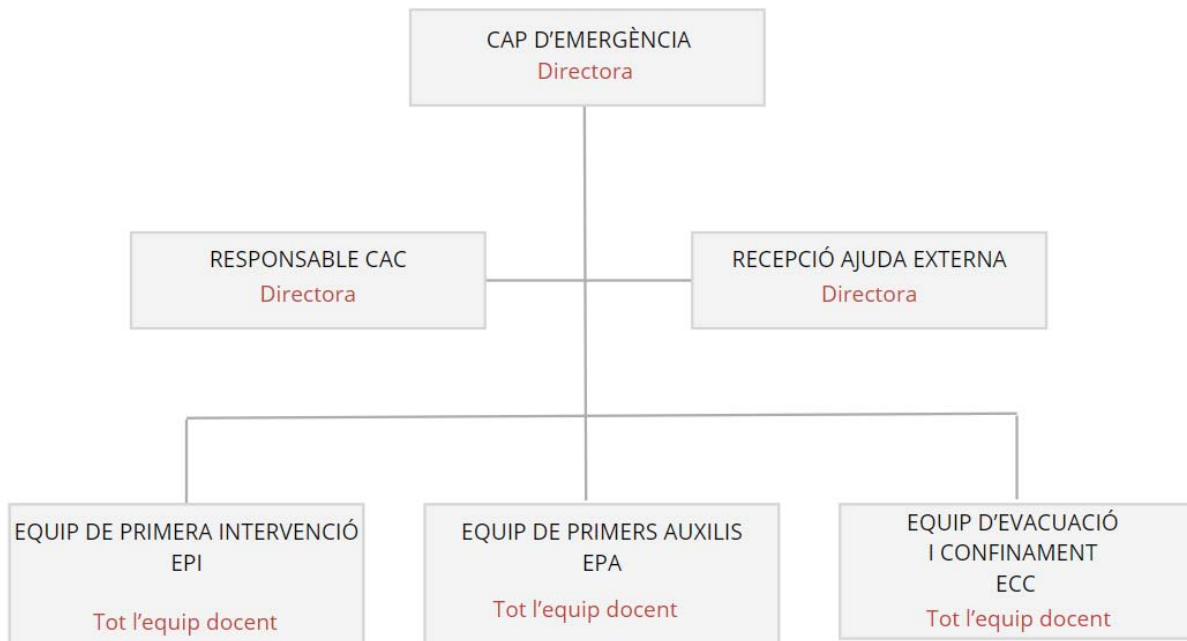 CAP D’EMERGÈNCIA
Directora
RESPONSABLE CAC
Directora
RECEPCIÓ AJUDA EXTERNA
Directora
EQUIP DE PRIMERA INTERVENCIÓ
EPI
Tot l’equip docent
EQUIP DE PRIMERS AUXILIS
EPA
Tot l’equip docent
EQUIP D’EVACUACIÓ
I CONFINAMENT
ECC
Tot l’equip docent